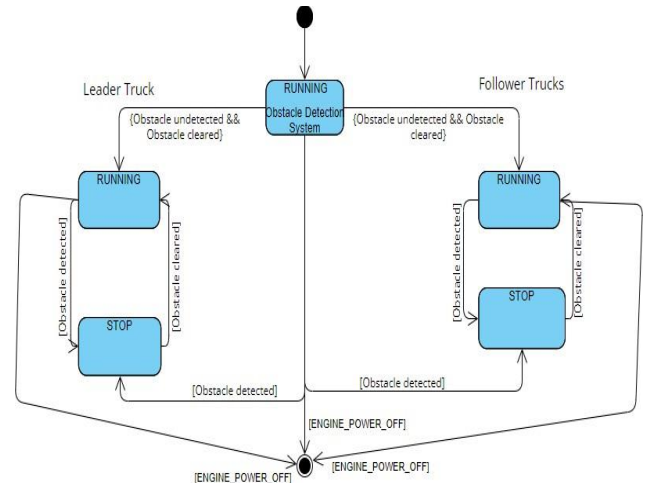 Leader Truck
Follower Trucks
RUNNING
Obstacle Detection
System
{Obstacle undetected &&
Obstacle cleared}
{Obstacle undetected && Obstacle
cleared}
RUNNING
RUNNING
[Obstacle detected]
[Obstacle cleared]
[Obstacle detected]
[Obstacle cleared]
STOP
STOP
[Obstacle detected]
[Obstacle detected]
[ENGINE_POWER_OFF]
[ENGINE_POWER_OFF]
[ENGINE_POWER_OFF]